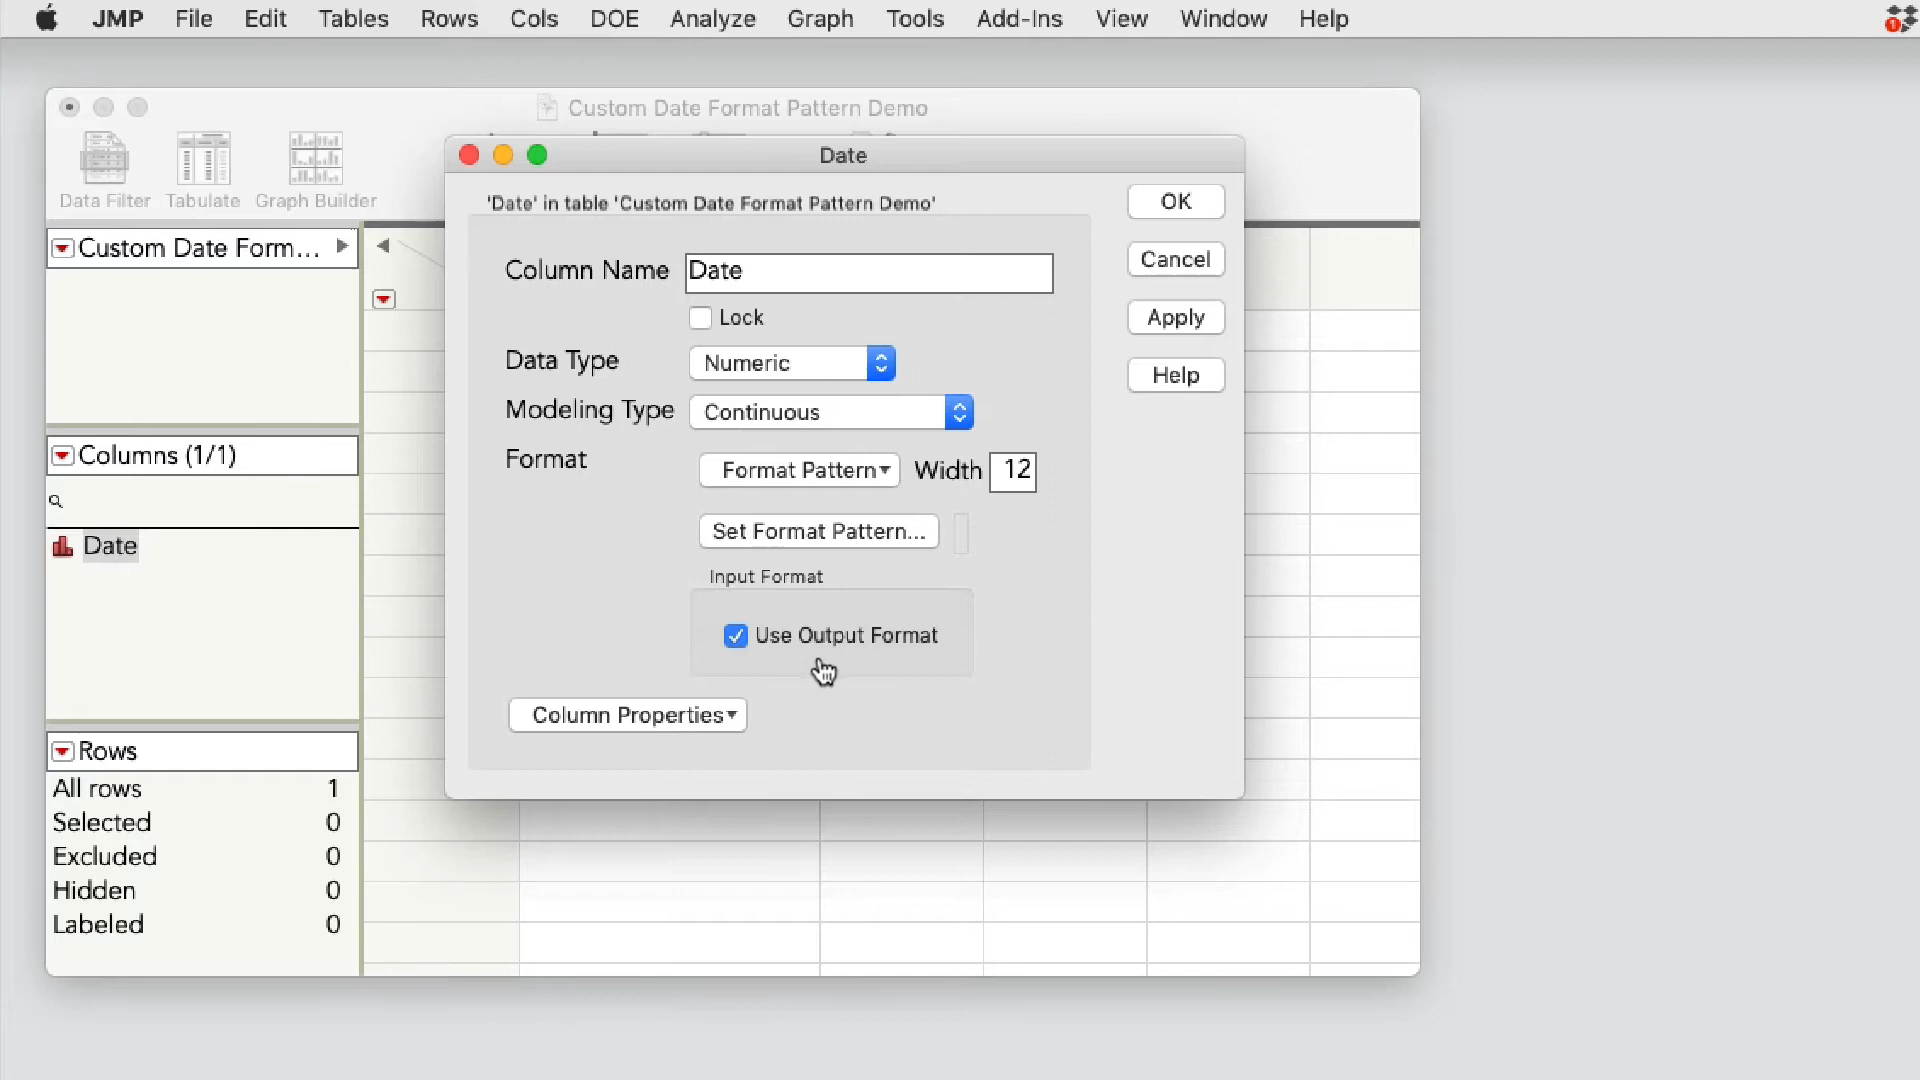 JMP File Edit Tables Rows Cols DOE Analyze Graph Tools Add-Ins View Window Help
1
Custom Date Format Pattern Demo
Data Filter Tabulate Graph Builder
Date
'Date' in table 'Custom Date Format Pattern Demo'
OK
Cancel
Apply
Help
Column Name Date
Lock
Data Type Numeric
Modeling Type Continuous
Format Format Pattern Width 12
Set Format Pattern...
Input Format
Use Output Format
Column Properties
Custom Date Form...
Columns (1/1)
Date
Rows
All rows 1
Selected 0
Excluded 0
Hidden 0
Labeled 0